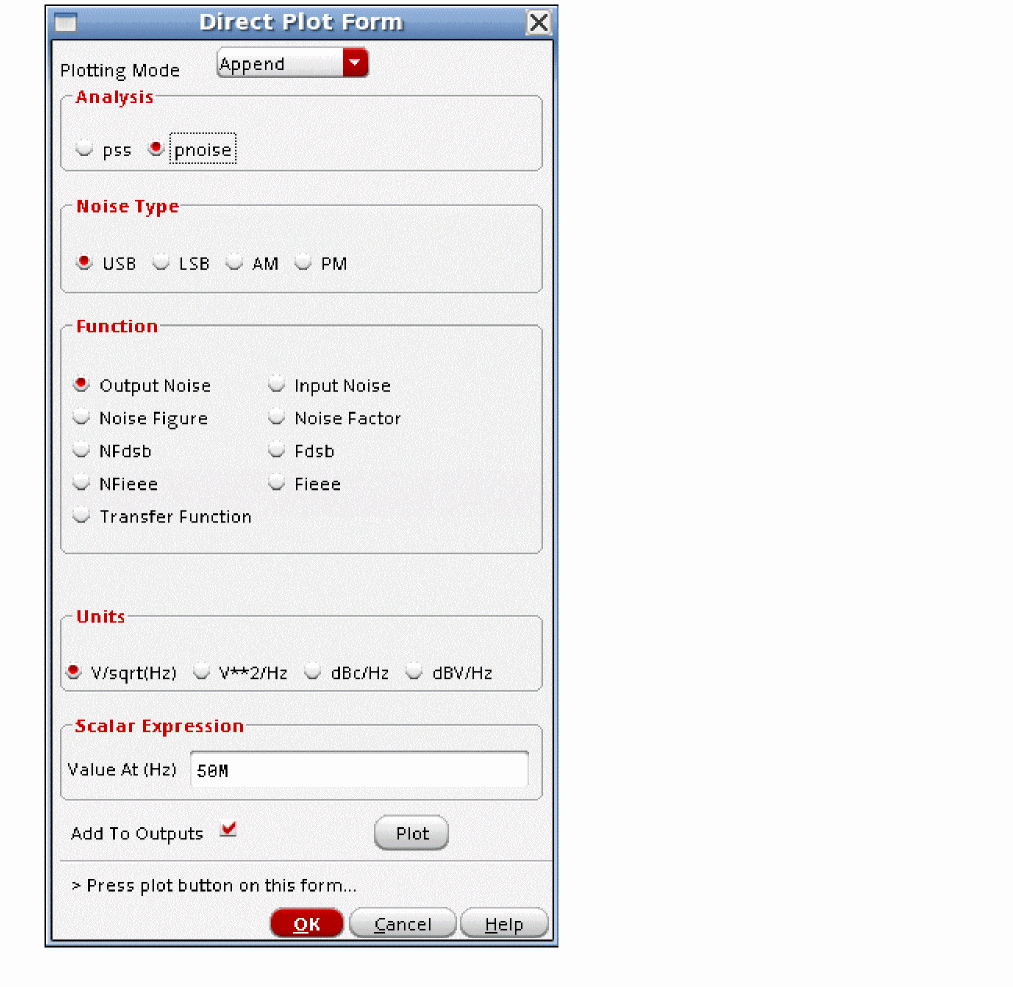 Direct Plot Form
Plotting Mode Append
Analysis
pss pnoise
Noise Type
USB LSB AM PM
Function
Output Noise Input Noise
Noise Figure Noise Factor
NFdsb Fdsb
NFieee Fieee
Transfer Function
Units
V/sqrt(Hz) V**2/Hz dBc/Hz dBV/Hz
Scalar Expression
Value At (Hz) 50M
Add To Outputs Plot
> Press plot button on this form...
OK Cancel Help